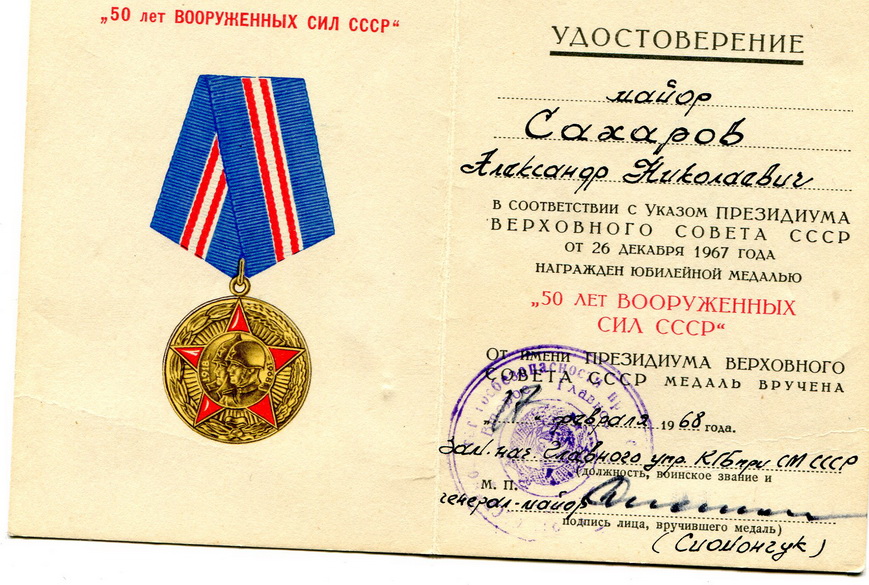 „50 лет ВООРУЖЕННЫХ СИЛ СССР“
УДОСТОВЕРЕНИЕ
майор
Сахаров
Александр Николаевич
В СООТВЕТСТВИИ С УКАЗОМ ПРЕЗИДИУМА
ВЕРХОВНОГО СОВЕТА СССР
ОТ 26 ДЕКАБРЯ 1967 ГОДА
НАГРАЖДЕН ЮБИЛЕЙНОЙ МЕДАЛЬЮ
„50 ЛЕТ ВООРУЖЕННЫХ
СИЛ СССР“
ОТ ИМЕНИ ПРЕЗИДИУМА ВЕРХОВНОГО
СОВЕТА СССР МЕДАЛЬ ВРУЧЕНА
„17“ февраля 1968 года.
Зам. нач. Главного упр. КГБ при СМ СССР
(должность, воинское звание и
М. П.
генерал-майор
подпись лица, вручившего медаль)